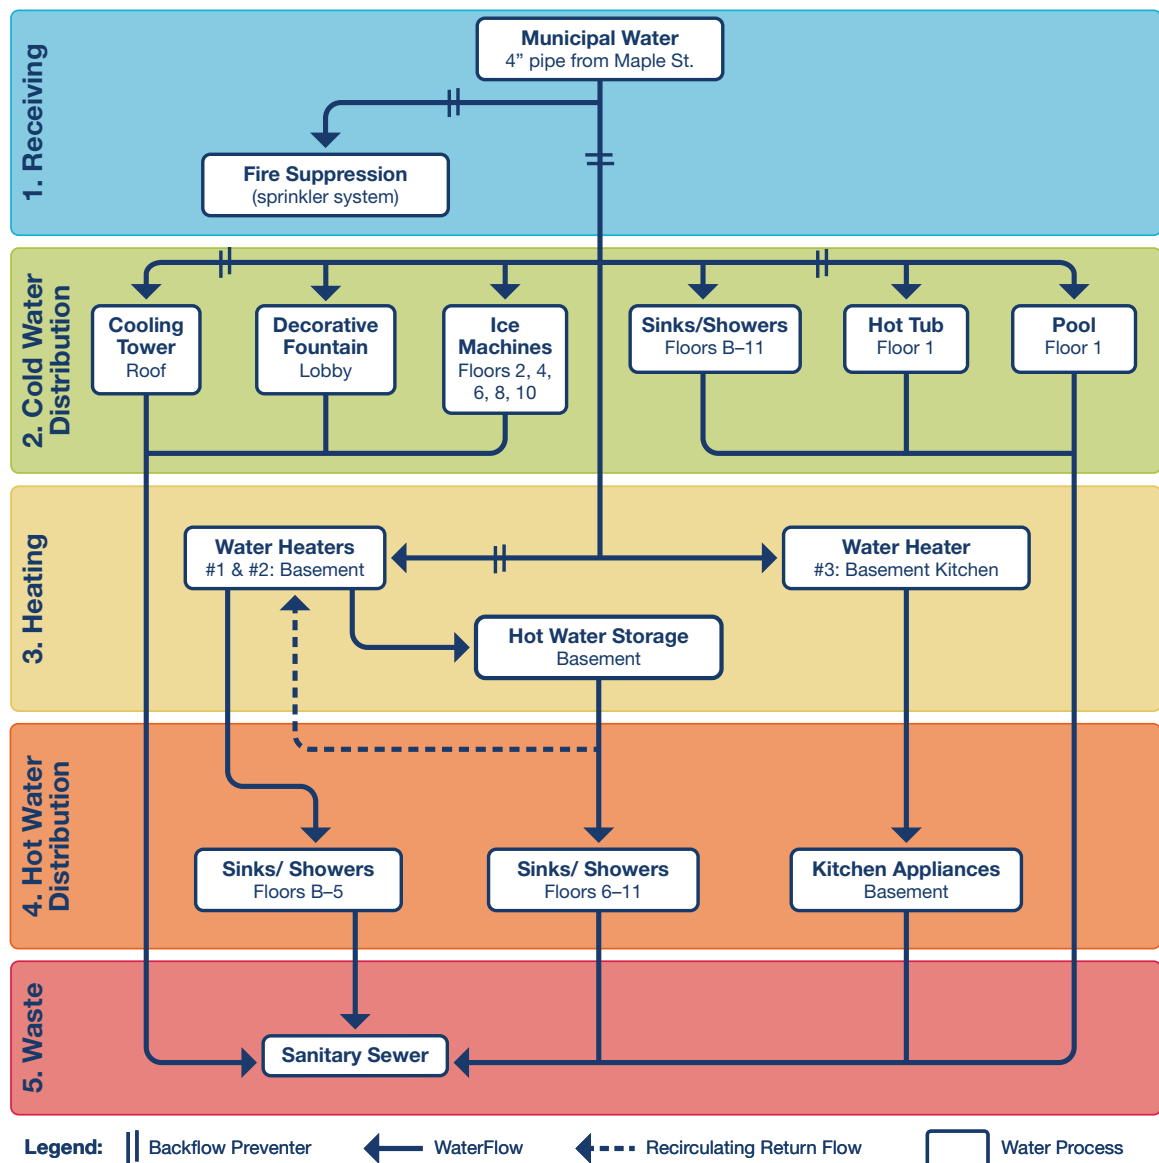 1. Receiving
Municipal Water
4” pipe from Maple St.
Fire Suppression
(sprinkler system)
2. Cold Water
Distribution
Cooling
Tower
Roof
Decorative
Fountain
Lobby
Ice
Machines
Floors 2, 4,
6, 8, 10
Sinks/Showers
Floors B–11
Hot Tub
Floor 1
Pool
Floor 1
3. Heating
Water Heaters
#1 & #2: Basement
Water Heater
#3: Basement Kitchen
Hot Water Storage
Basement
4. Hot Water
Distribution
Sinks/ Showers
Floors B–5
Sinks/ Showers
Floors 6–11
Kitchen Appliances
Basement
5. Waste
Sanitary Sewer
Legend: Backflow Preventer WaterFlow Recirculating Return Flow Water Process